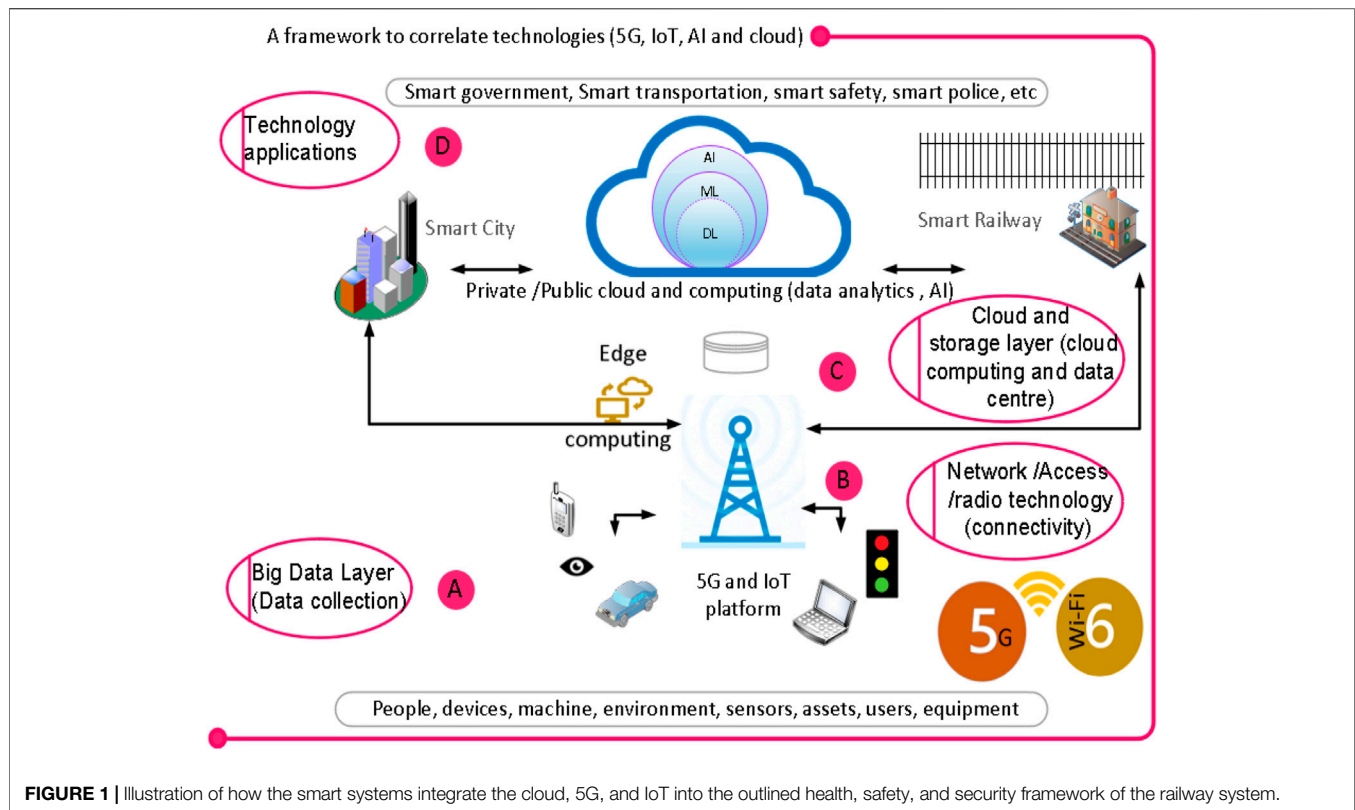 A framework to correlate technologies (5G, IoT, AI and cloud)
Smart government, Smart transportation, smart safety, smart police, etc
Technology
applications
D
AI
ML
DL
Smart City
Smart Railway
Private /Public cloud and computing (data analytics , AI)
Cloud and
storage layer (cloud
computing and data
centre)
C
Edge
computing
B
Network /Access
/radio technology
(connectivity)
Big Data Layer
(Data collection)
A
5G and IoT
platform
5G
Wi-Fi 6
People, devices, machine, environment, sensors, assets, users, equipment
FIGURE 1 | Illustration of how the smart systems integrate the cloud, 5G, and IoT into the outlined health, safety, and security framework of the railway system.